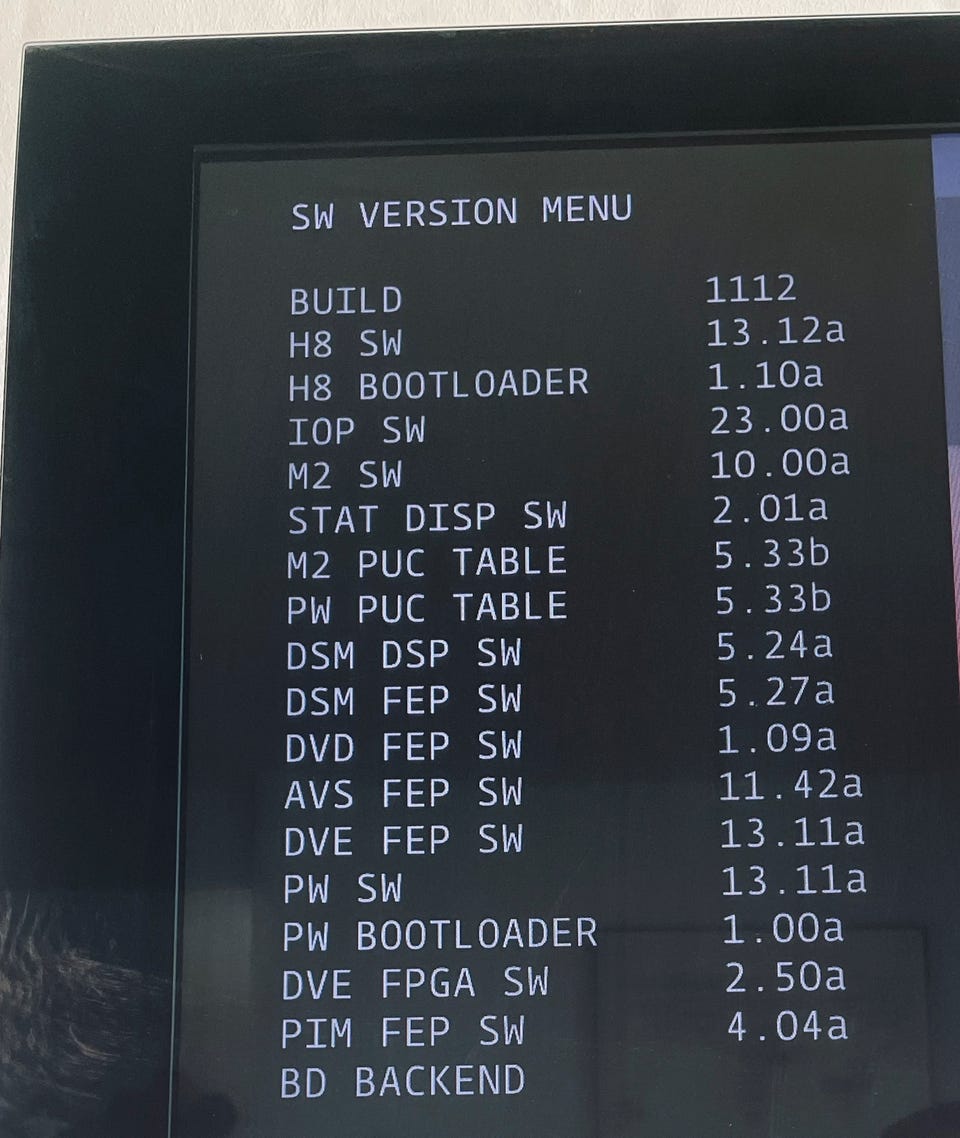 SW VERSION MENU
BUILD 1112
H8 SW 13.12a
H8 BOOTLOADER 1.10a
IOP SW 23.00a
M2 SW 10.00a
STAT DISP SW 2.01a
M2 PUC TABLE 5.33b
PW PUC TABLE 5.33b
DSM DSP SW 5.24a
DSM FEP SW 5.27a
DVD FEP SW 1.09a
AVS FEP SW 11.42a
DVE FEP SW 13.11a
PW SW 13.11a
PW BOOTLOADER 1.00a
DVE FPGA SW 2.50a
PIM FEP SW 4.04a
BD BACKEND